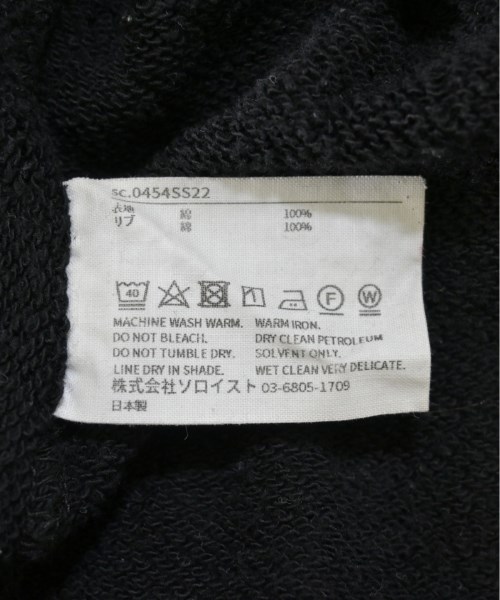 sc.0454SS22
表地 綿 100%
リブ 綿 100%
40 F W
MACHINE WASH WARM. WARM IRON.
DO NOT BLEACH. DRY CLEAN PETROLEUM
DO NOT TUMBLE DRY. SOLVENT ONLY.
LINE DRY IN SHADE. WET CLEAN VERY DELICATE.
株式会社ソロイスト 03-6805-1709
日本製